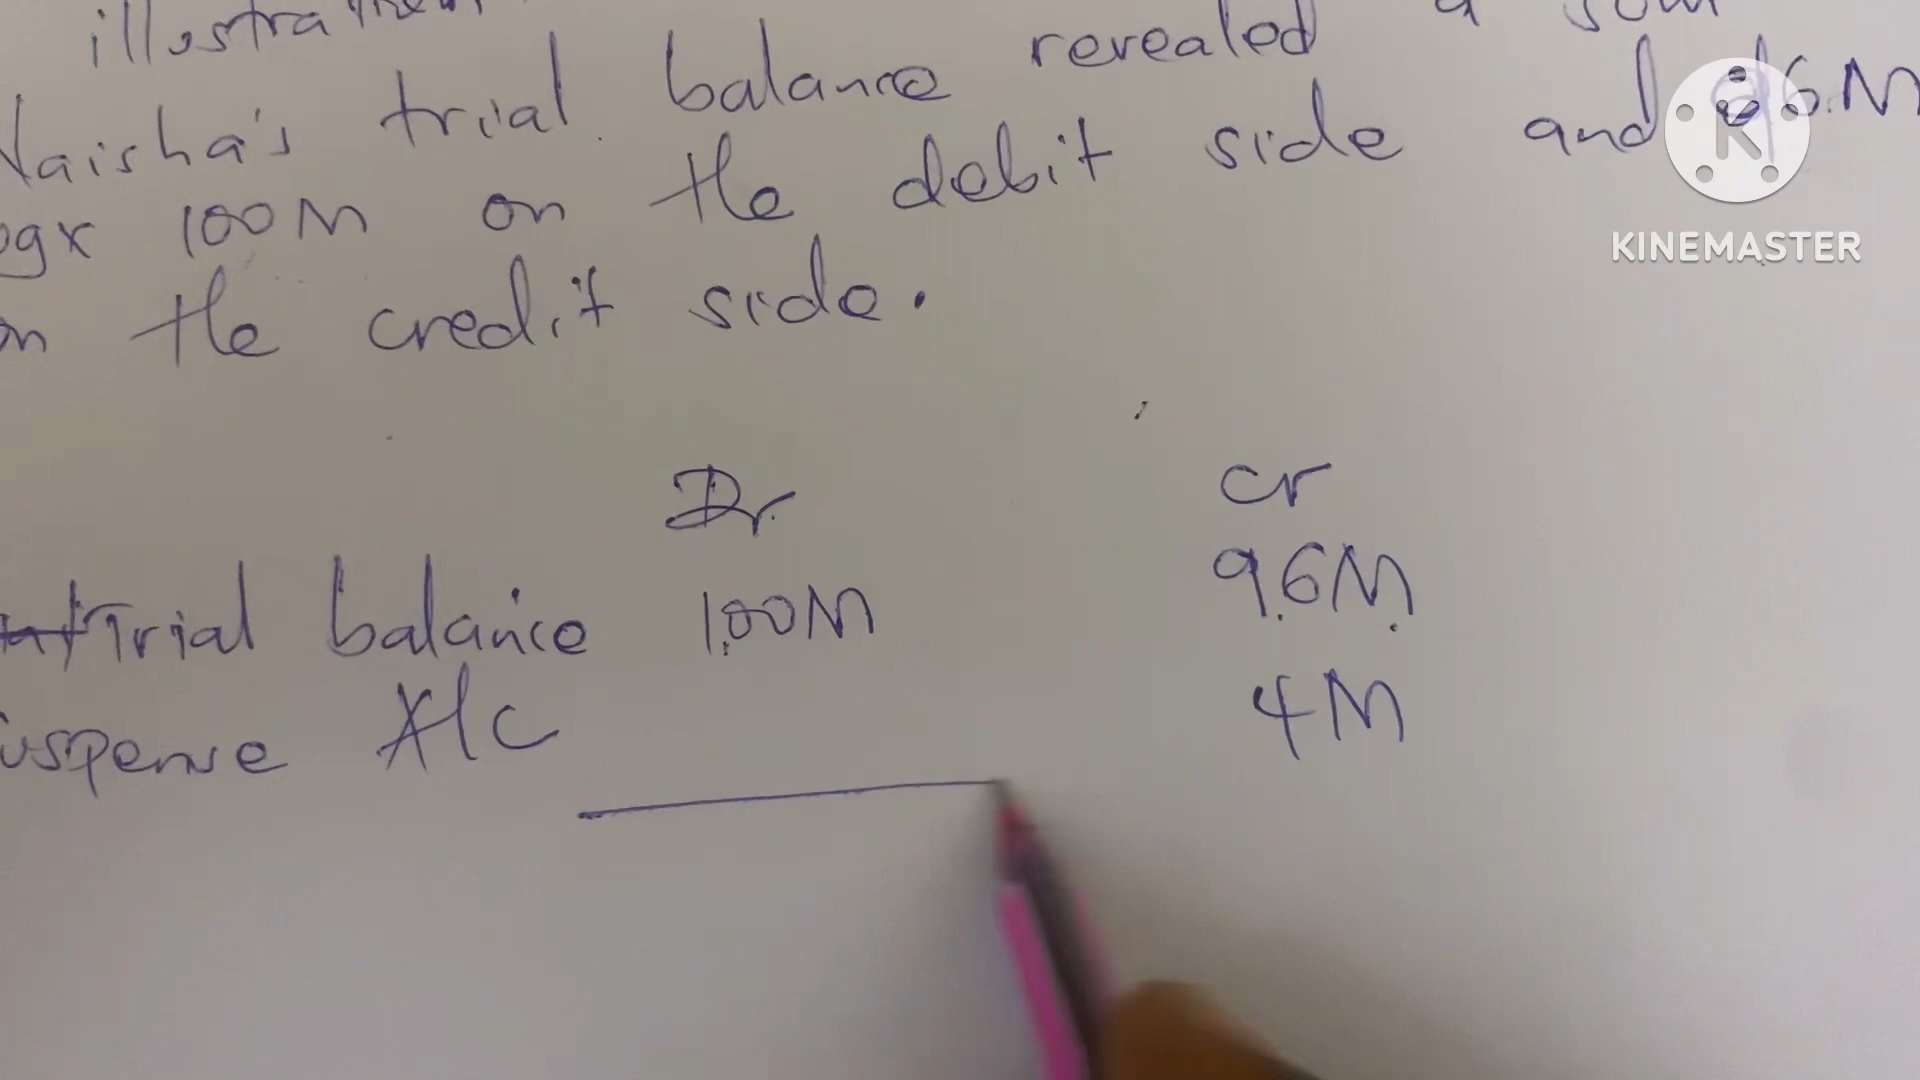 illustration
Naisha's trial balance revealed a sum
ogx 100M on the debit side and 96M
on the credit side.
Dr Cr
Trial balance 100M 96M
Suspense A/c 4M
K
KINEMASTER